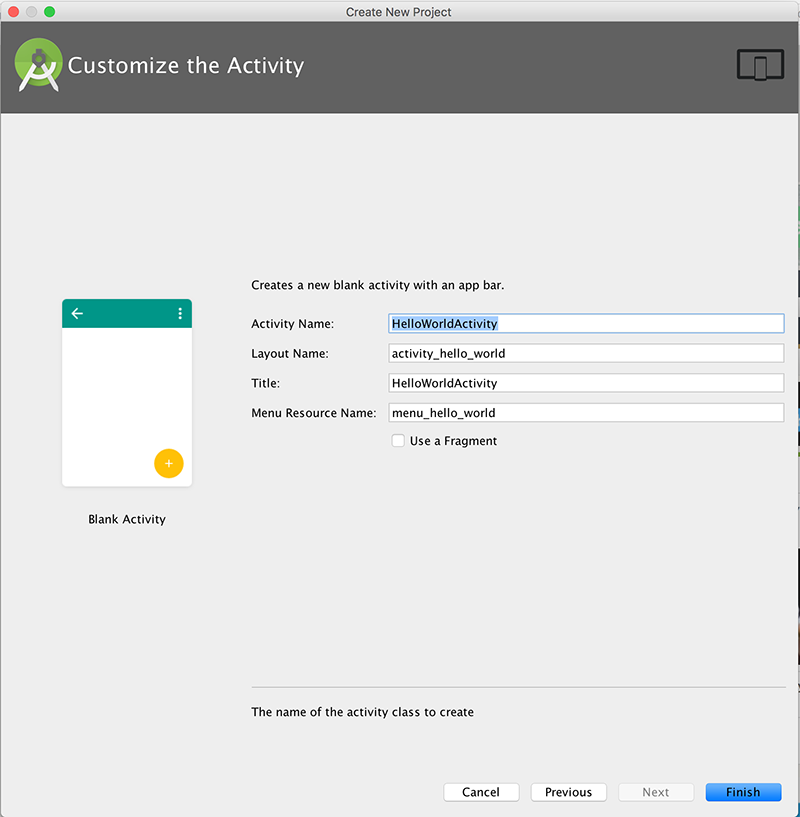 Create New Project
Customize the Activity
Creates a new blank activity with an app bar.
Activity Name: HelloWorldActivity
Layout Name: activity_hello_world
Title: HelloWorldActivity
Menu Resource Name: menu_hello_world
Use a Fragment
Blank Activity
The name of the activity class to create
Cancel Previous Next Finish